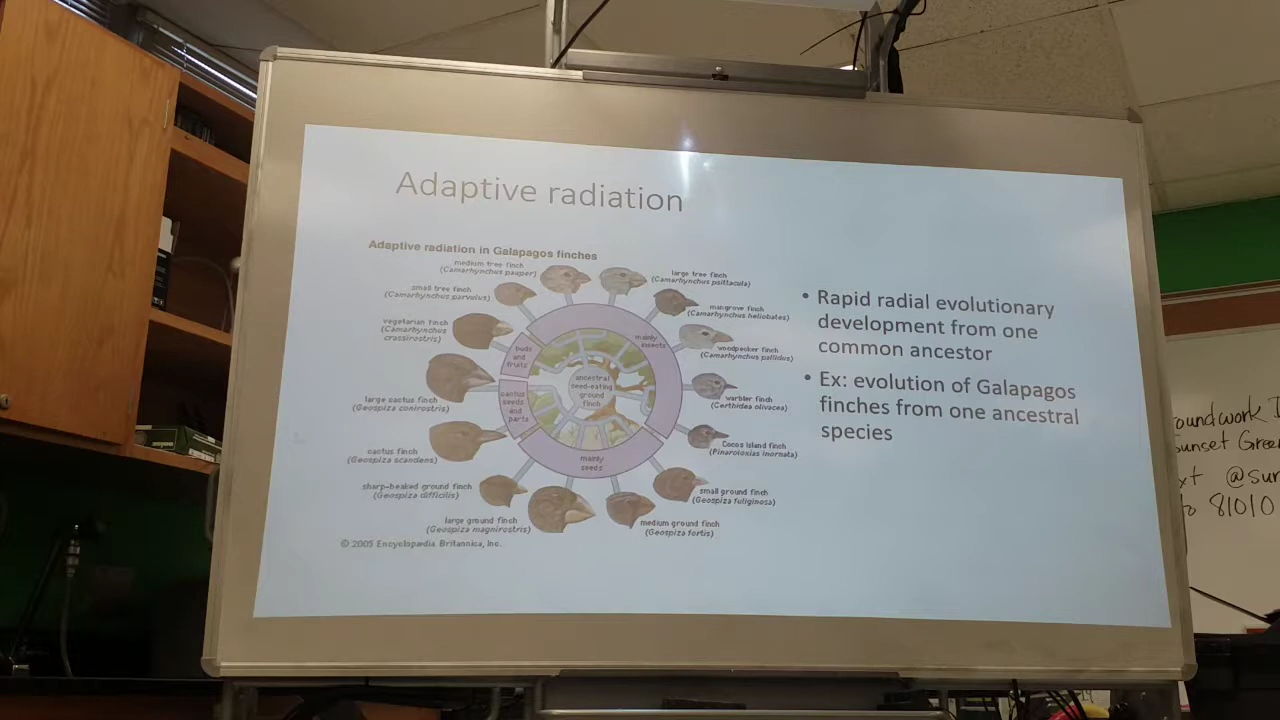 Adaptive radiation
Adaptive radiation in Galapagos finches
medium tree finch
(Camarhynchus pauper)
large tree finch
(Camarhynchus psittacula)
small tree finch
(Camarhynchus parvulus)
mangrove finch
(Camarhynchus heliobates)
vegetarian finch
(Camarhynchus
crassirostris)
woodpecker finch
(Camarhynchus pallidus)
large cactus finch
(Geospiza conirostris)
warbler finch
(Certhidea olivacea)
cactus finch
(Geospiza scandens)
Cocos Island finch
(Pinaroloxias inornata)
sharp-beaked ground finch
(Geospiza difficilis)
small ground finch
(Geospiza fuliginosa)
large ground finch
(Geospiza magnirostris)
medium ground finch
(Geospiza fortis)
mainly
insects
buds
and
fruits
cactus
seeds
and
parts
mainly
seeds
ancestral
seed-eating
ground
finch
© 2005 Encyclopædia Britannica, Inc.
• Rapid radial evolutionary
development from one
common ancestor
• Ex: evolution of Galapagos
finches from one ancestral
species
oundwork I
Sunset Gree
xt @sun
to 81010